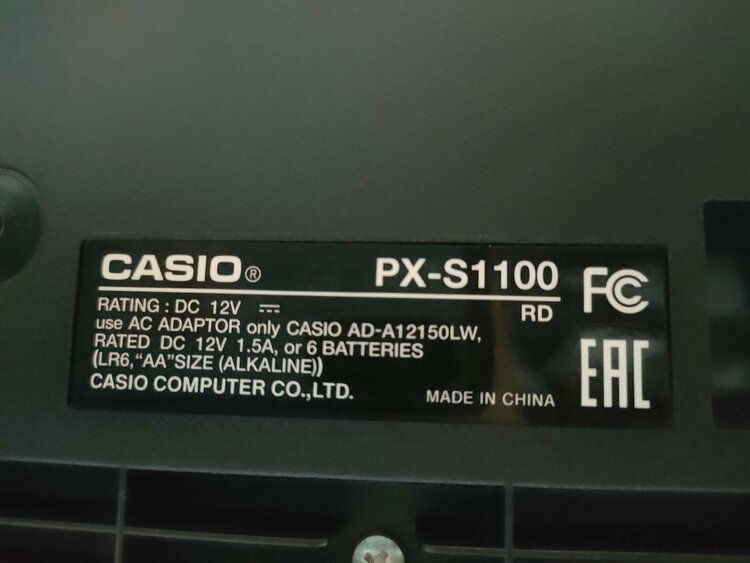 CASIO® PX-S1100
RD
RATING : DC 12V ⎓
use AC ADAPTOR only CASIO AD-A12150LW,
RATED DC 12V 1.5A, or 6 BATTERIES
(LR6,“AA”SIZE (ALKALINE))
CASIO COMPUTER CO.,LTD.
MADE IN CHINA
FC
EAC